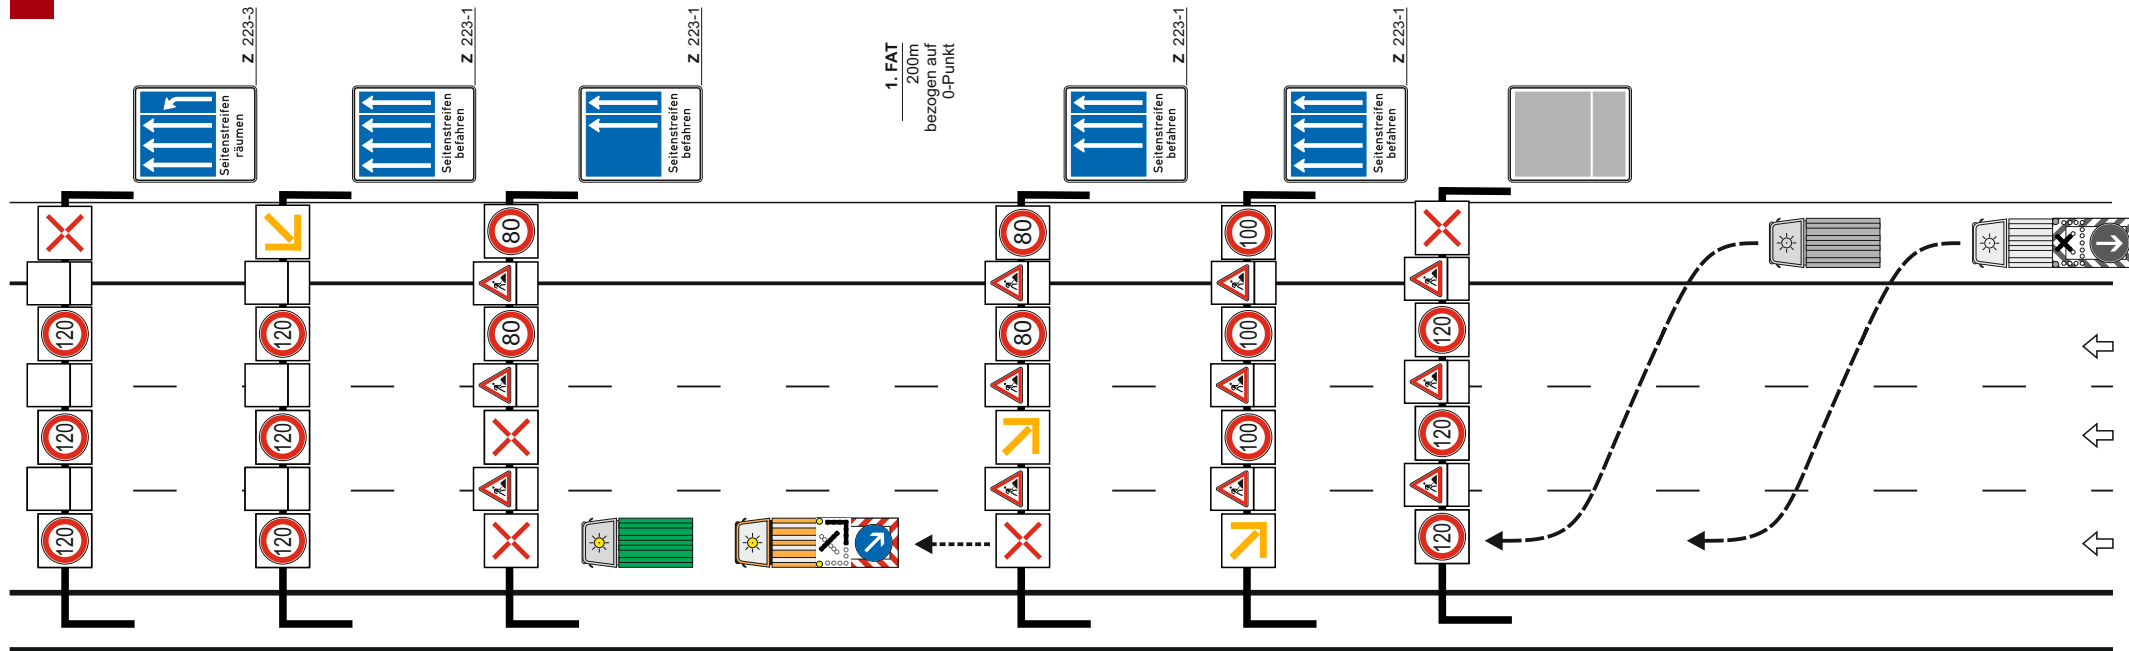 Z 223-3
Seitenstreifen
räumen
Z 223-1
Seitenstreifen
befahren
Z 223-1
Seitenstreifen
befahren
1. FAT
200m
bezogen auf
0-Punkt
Z 223-1
Seitenstreifen
befahren
Z 223-1
Seitenstreifen
befahren
120
120
120
120
120
120
80
80
80
80
100
100
100
120
120
120